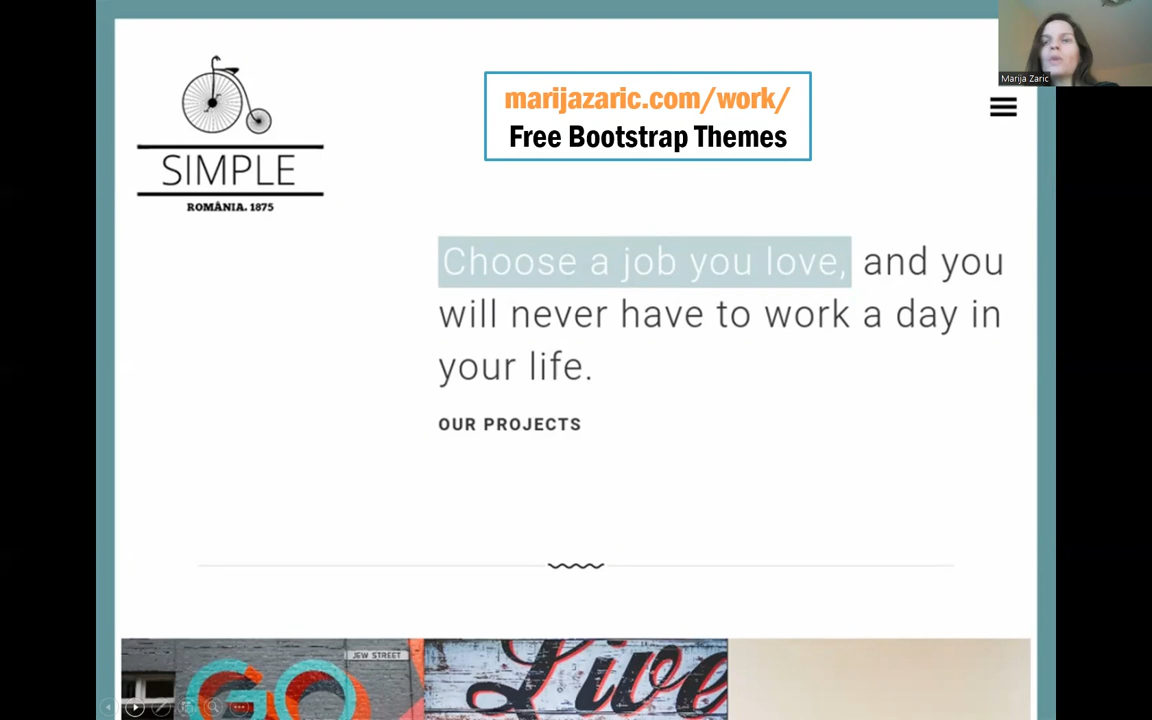 Marija Zaric
marijazaric.com/work/
Free Bootstrap Themes
SIMPLE
ROMÂNIA. 1875
Choose a job you love, and you
will never have to work a day in
your life.
OUR PROJECTS
JEW STREET
GO
Live